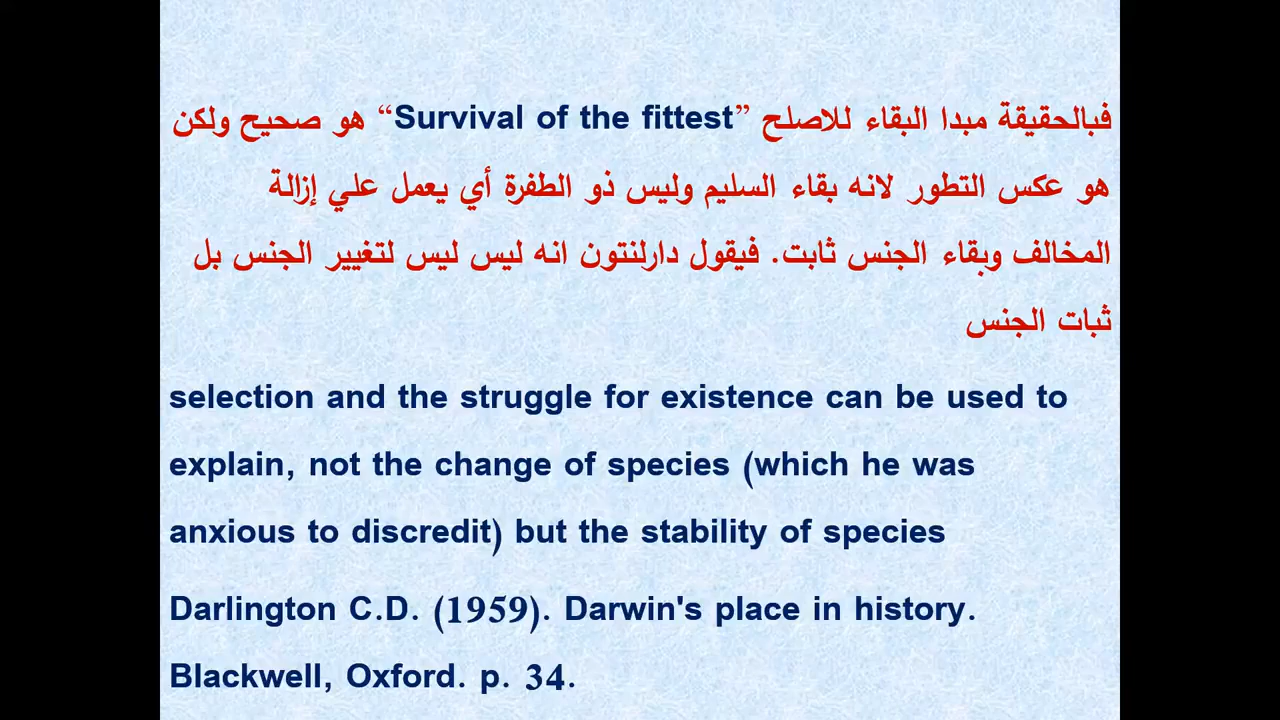 فبالحقيقة مبدا البقاء للاصلح ”Survival of the fittest“ هو صحيح ولكن
هو عكس التطور لانه بقاء السليم وليس ذو الطفرة أي يعمل علي إزالة
المخالف وبقاء الجنس ثابت. فيقول دارلنتون انه ليس ليس لتغيير الجنس بل
ثبات الجنس
selection and the struggle for existence can be used to
explain, not the change of species (which he was
anxious to discredit) but the stability of species
Darlington C.D. (1959). Darwin's place in history.
Blackwell, Oxford. p. 34.